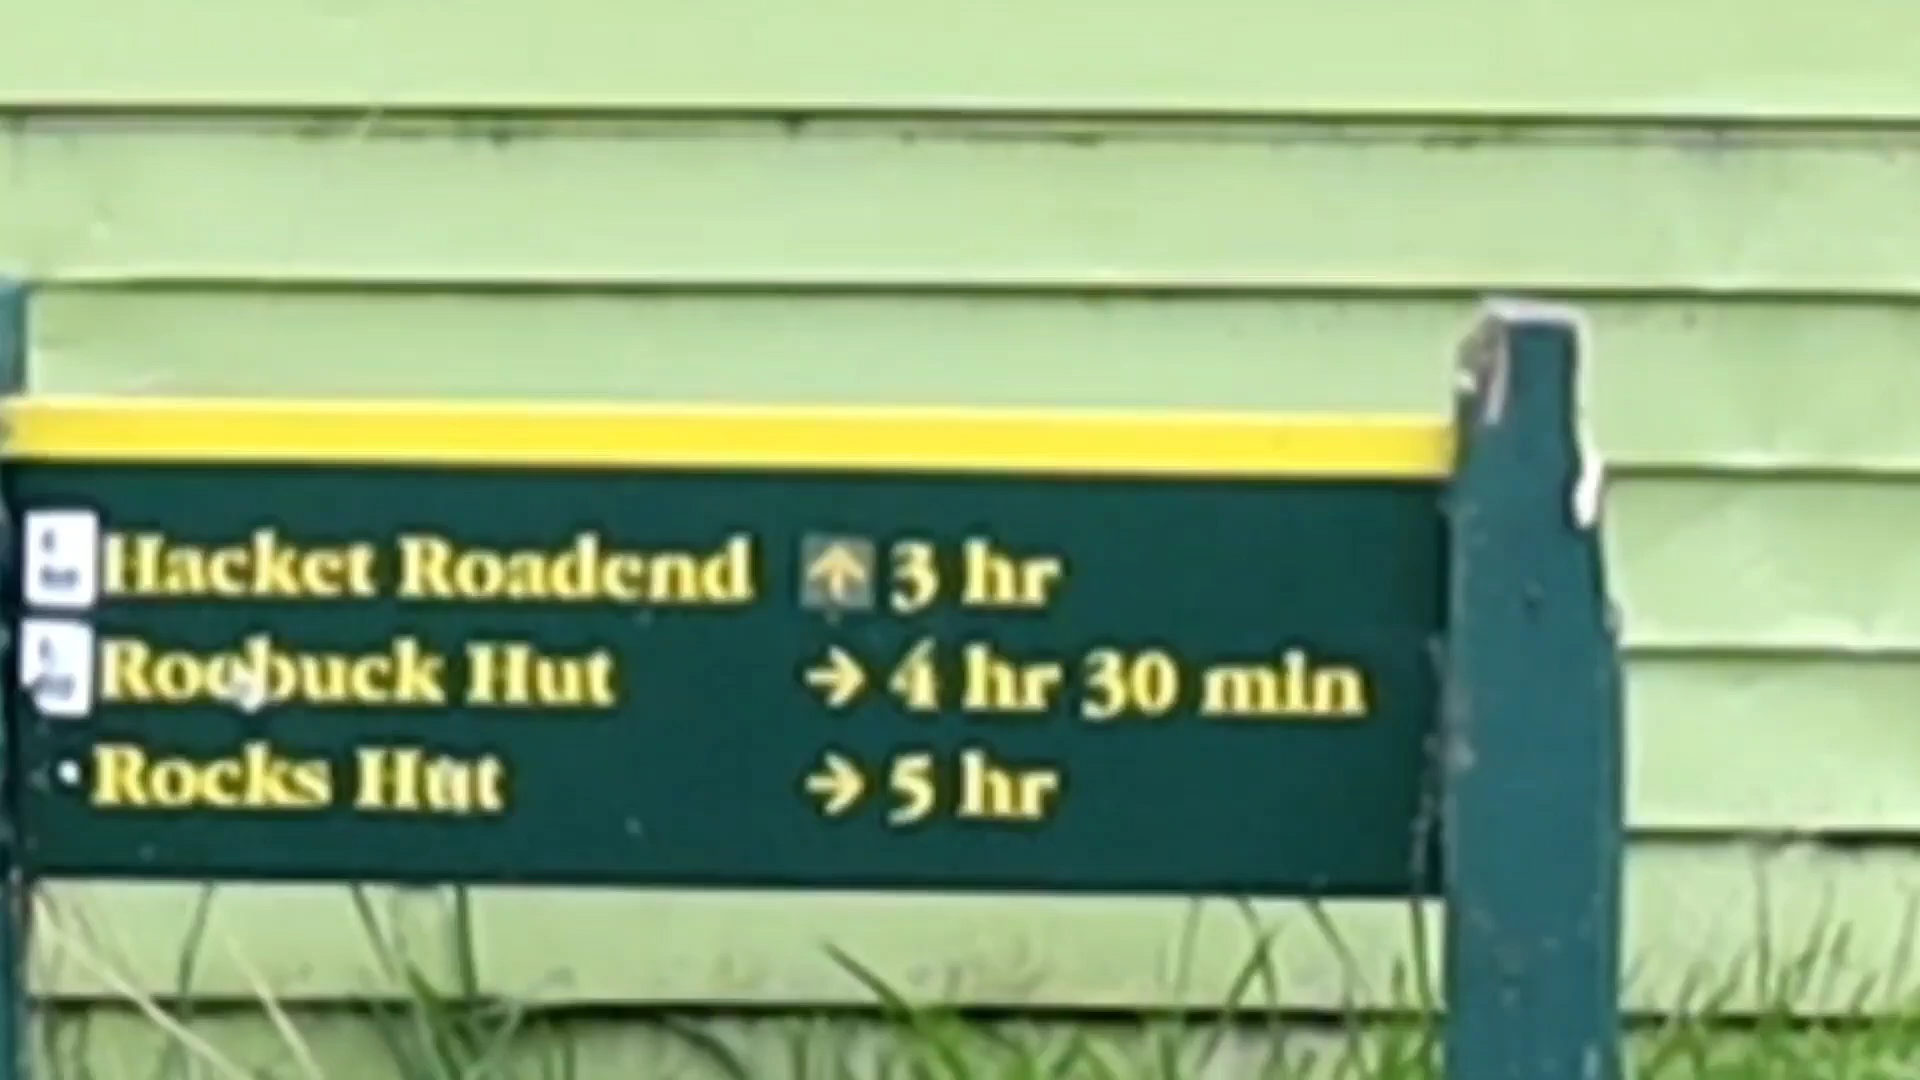 Hacket Roadend ↑ 3 hr
Roebuck Hut → 4 hr 30 min
Rocks Hut → 5 hr